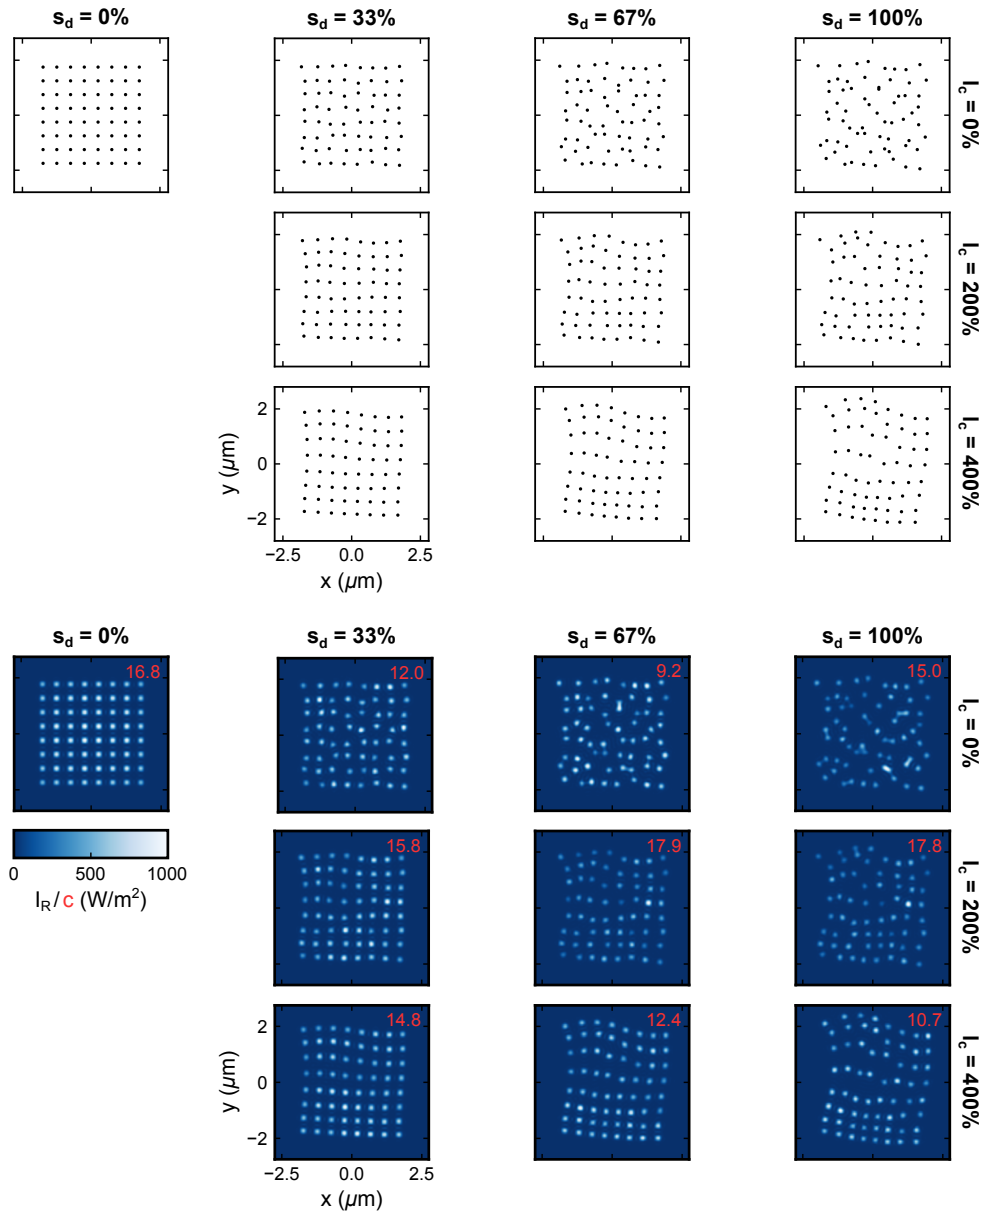 s_d = 0%
s_d = 33%
s_d = 67%
s_d = 100%
l_c = 0%
l_c = 200%
2
0
−2
y (µm)
−2.5
0.0
2.5
x (µm)
l_c = 400%
s_d = 0%
s_d = 33%
s_d = 67%
s_d = 100%
16.8
12.0
9.2
15.0
l_c = 0%
0
500
1000
I_R / c (W/m²)
15.8
17.9
17.8
l_c = 200%
14.8
12.4
10.7
2
0
−2
y (µm)
−2.5
0.0
2.5
x (µm)
l_c = 400%